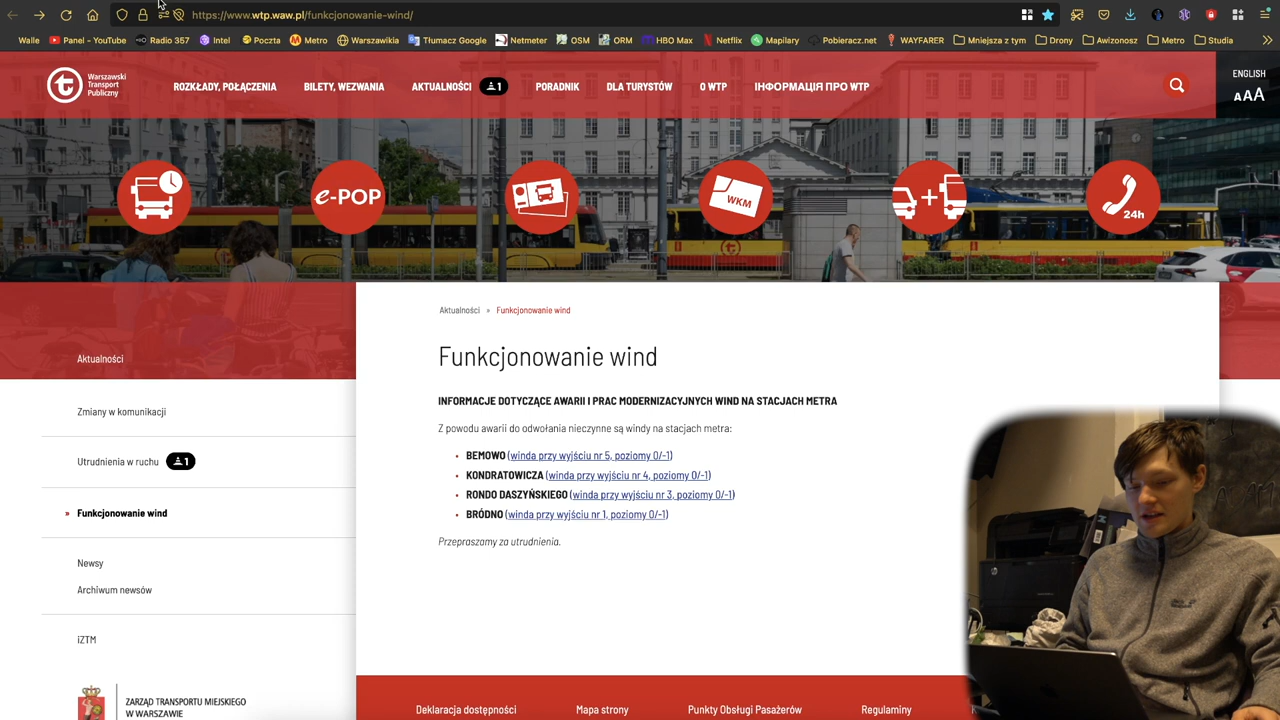 https://www.wtp.waw.pl/funkcjonowanie-wind/
Walle
Panel - YouTube
Radio 357
Intel
Poczta
Metro
Warszawikia
Tłumacz Google
Netmeter
OSM
ORM
HBO Max
Netflix
Mapilary
Pobieracz.net
WAYFARER
Mniejsza z tym
Drony
Awizonosz
Metro
Studia
Warszawski
Transport
Publiczny
ROZKŁADY, POŁĄCZENIA
BILETY, WEZWANIA
AKTUALNOŚCI
1
PORADNIK
DLA TURYSTÓW
O WTP
ІНФОРМАЦІЯ ПРО WTP
ENGLISH
AAA
e-POP
WKM
24h
Aktualności
Zmiany w komunikacji
Utrudnienia w ruchu
1
» Funkcjonowanie wind
Newsy
Archiwum newsów
iZTM
ZARZĄD TRANSPORTU MIEJSKIEGO
W WARSZAWIE
Aktualności » Funkcjonowanie wind
Funkcjonowanie wind
INFORMACJE DOTYCZĄCE AWARII I PRAC MODERNIZACYJNYCH WIND NA STACJACH METRA
Z powodu awarii do odwołania nieczynne są windy na stacjach metra:
• BEMOWO (winda przy wyjściu nr 5, poziomy 0/-1)
• KONDRATOWICZA (winda przy wyjściu nr 4, poziomy 0/-1)
• RONDO DASZYŃSKIEGO (winda przy wyjściu nr 3, poziomy 0/-1)
• BRÓDNO (winda przy wyjściu nr 1, poziomy 0/-1)
Przepraszamy za utrudnienia.
Deklaracja dostępności
Mapa strony
Punkty Obsługi Pasażerów
Regulaminy